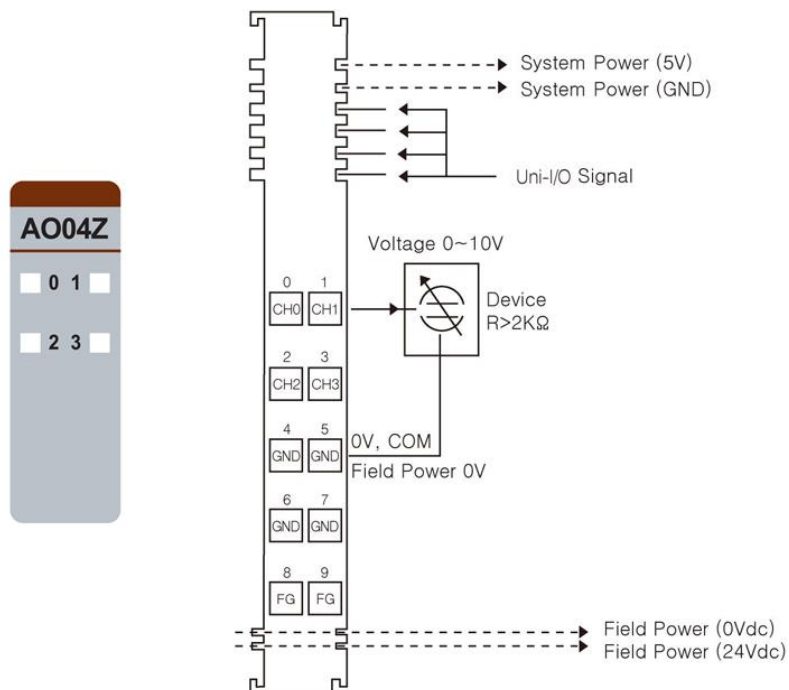 System Power (5V)
System Power (GND)
Uni-I/O Signal
AO04Z
0 1
2 3
Voltage 0~10V
Device
R>2KΩ
0 1
CH0 CH1
2 3
CH2 CH3
4 5
GND GND
0V, COM
Field Power 0V
6 7
GND GND
8 9
FG FG
Field Power (0Vdc)
Field Power (24Vdc)